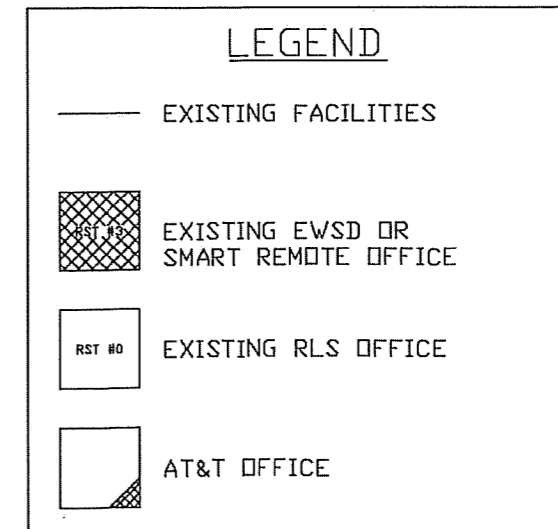 LEGEND
EXISTING FACILITIES
RST #3
EXISTING EWSD OR
SMART REMOTE OFFICE
RST #0
EXISTING RLS OFFICE
AT&T OFFICE